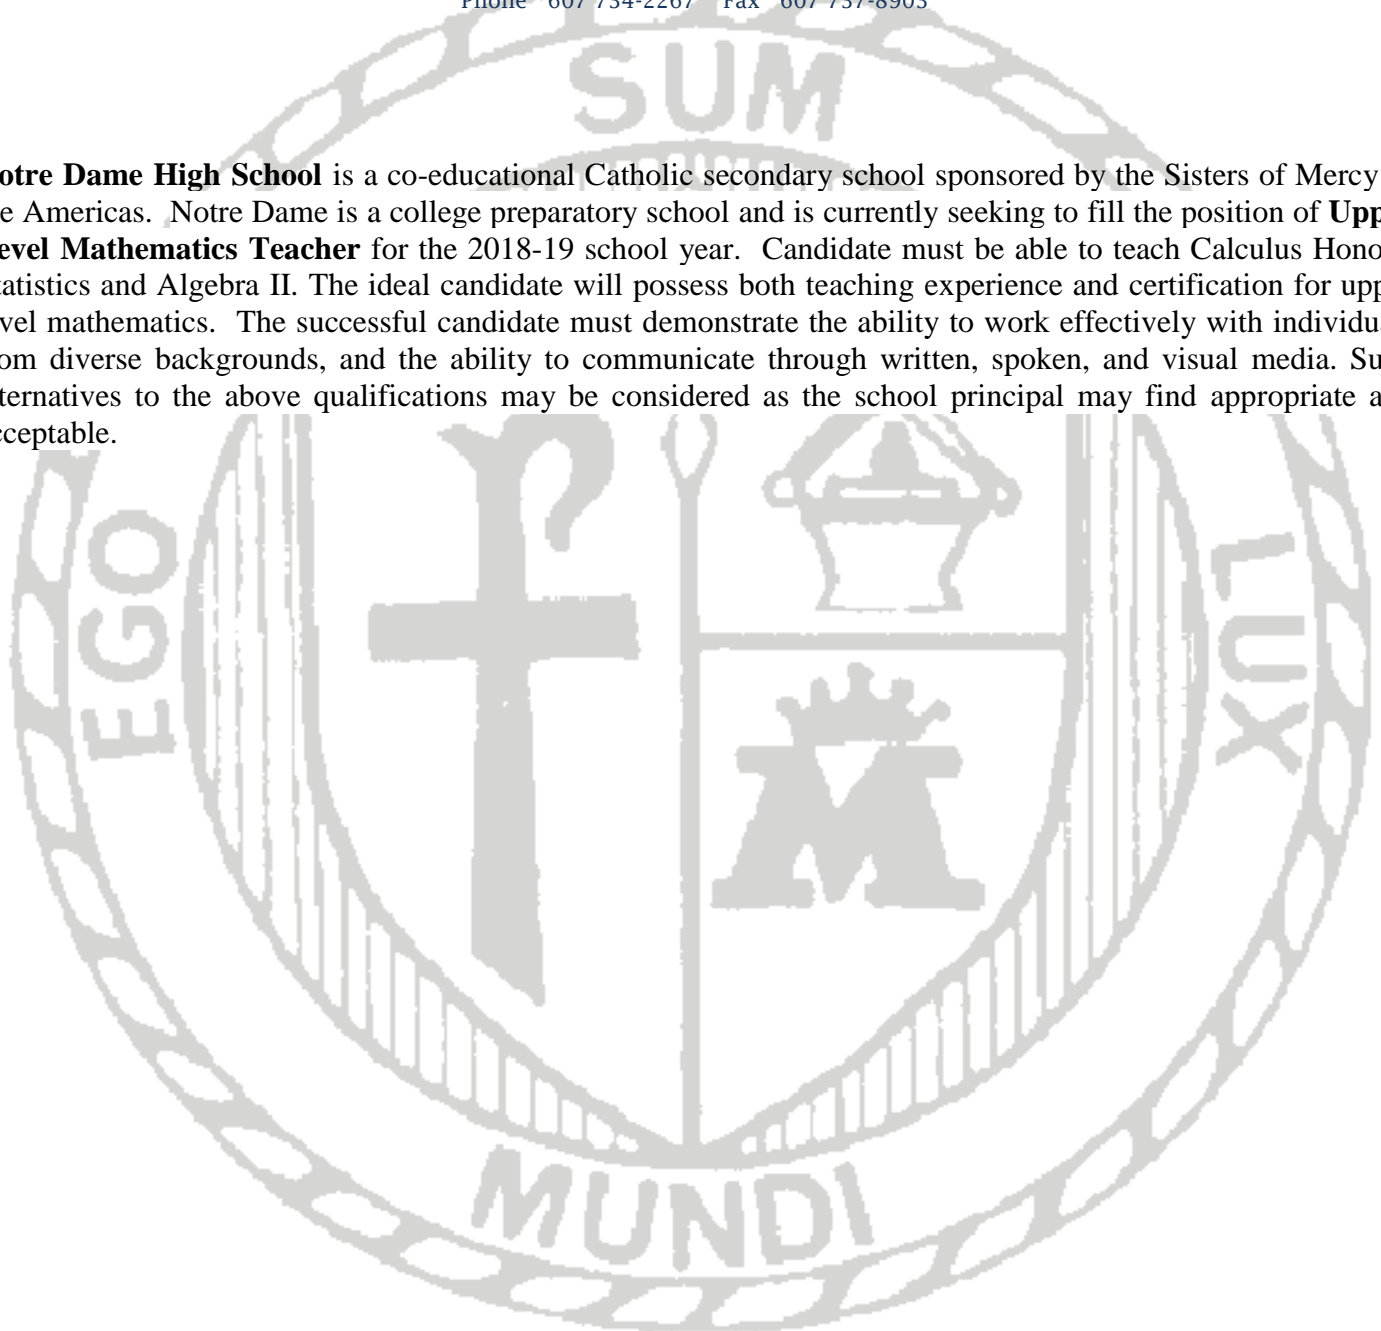 Phone 607 734-2267 Fax 607 737-8903
SUM
otre Dame High School is a co-educational Catholic secondary school sponsored by the Sisters of Mercy
e Americas. Notre Dame is a college preparatory school and is currently seeking to fill the position of Upp
evel Mathematics Teacher for the 2018-19 school year. Candidate must be able to teach Calculus Hono
tatistics and Algebra II. The ideal candidate will possess both teaching experience and certification for upp
vel mathematics. The successful candidate must demonstrate the ability to work effectively with individua
om diverse backgrounds, and the ability to communicate through written, spoken, and visual media. Su
ternatives to the above qualifications may be considered as the school principal may find appropriate a
cceptable.
EGO
LUX
M
MUNDI